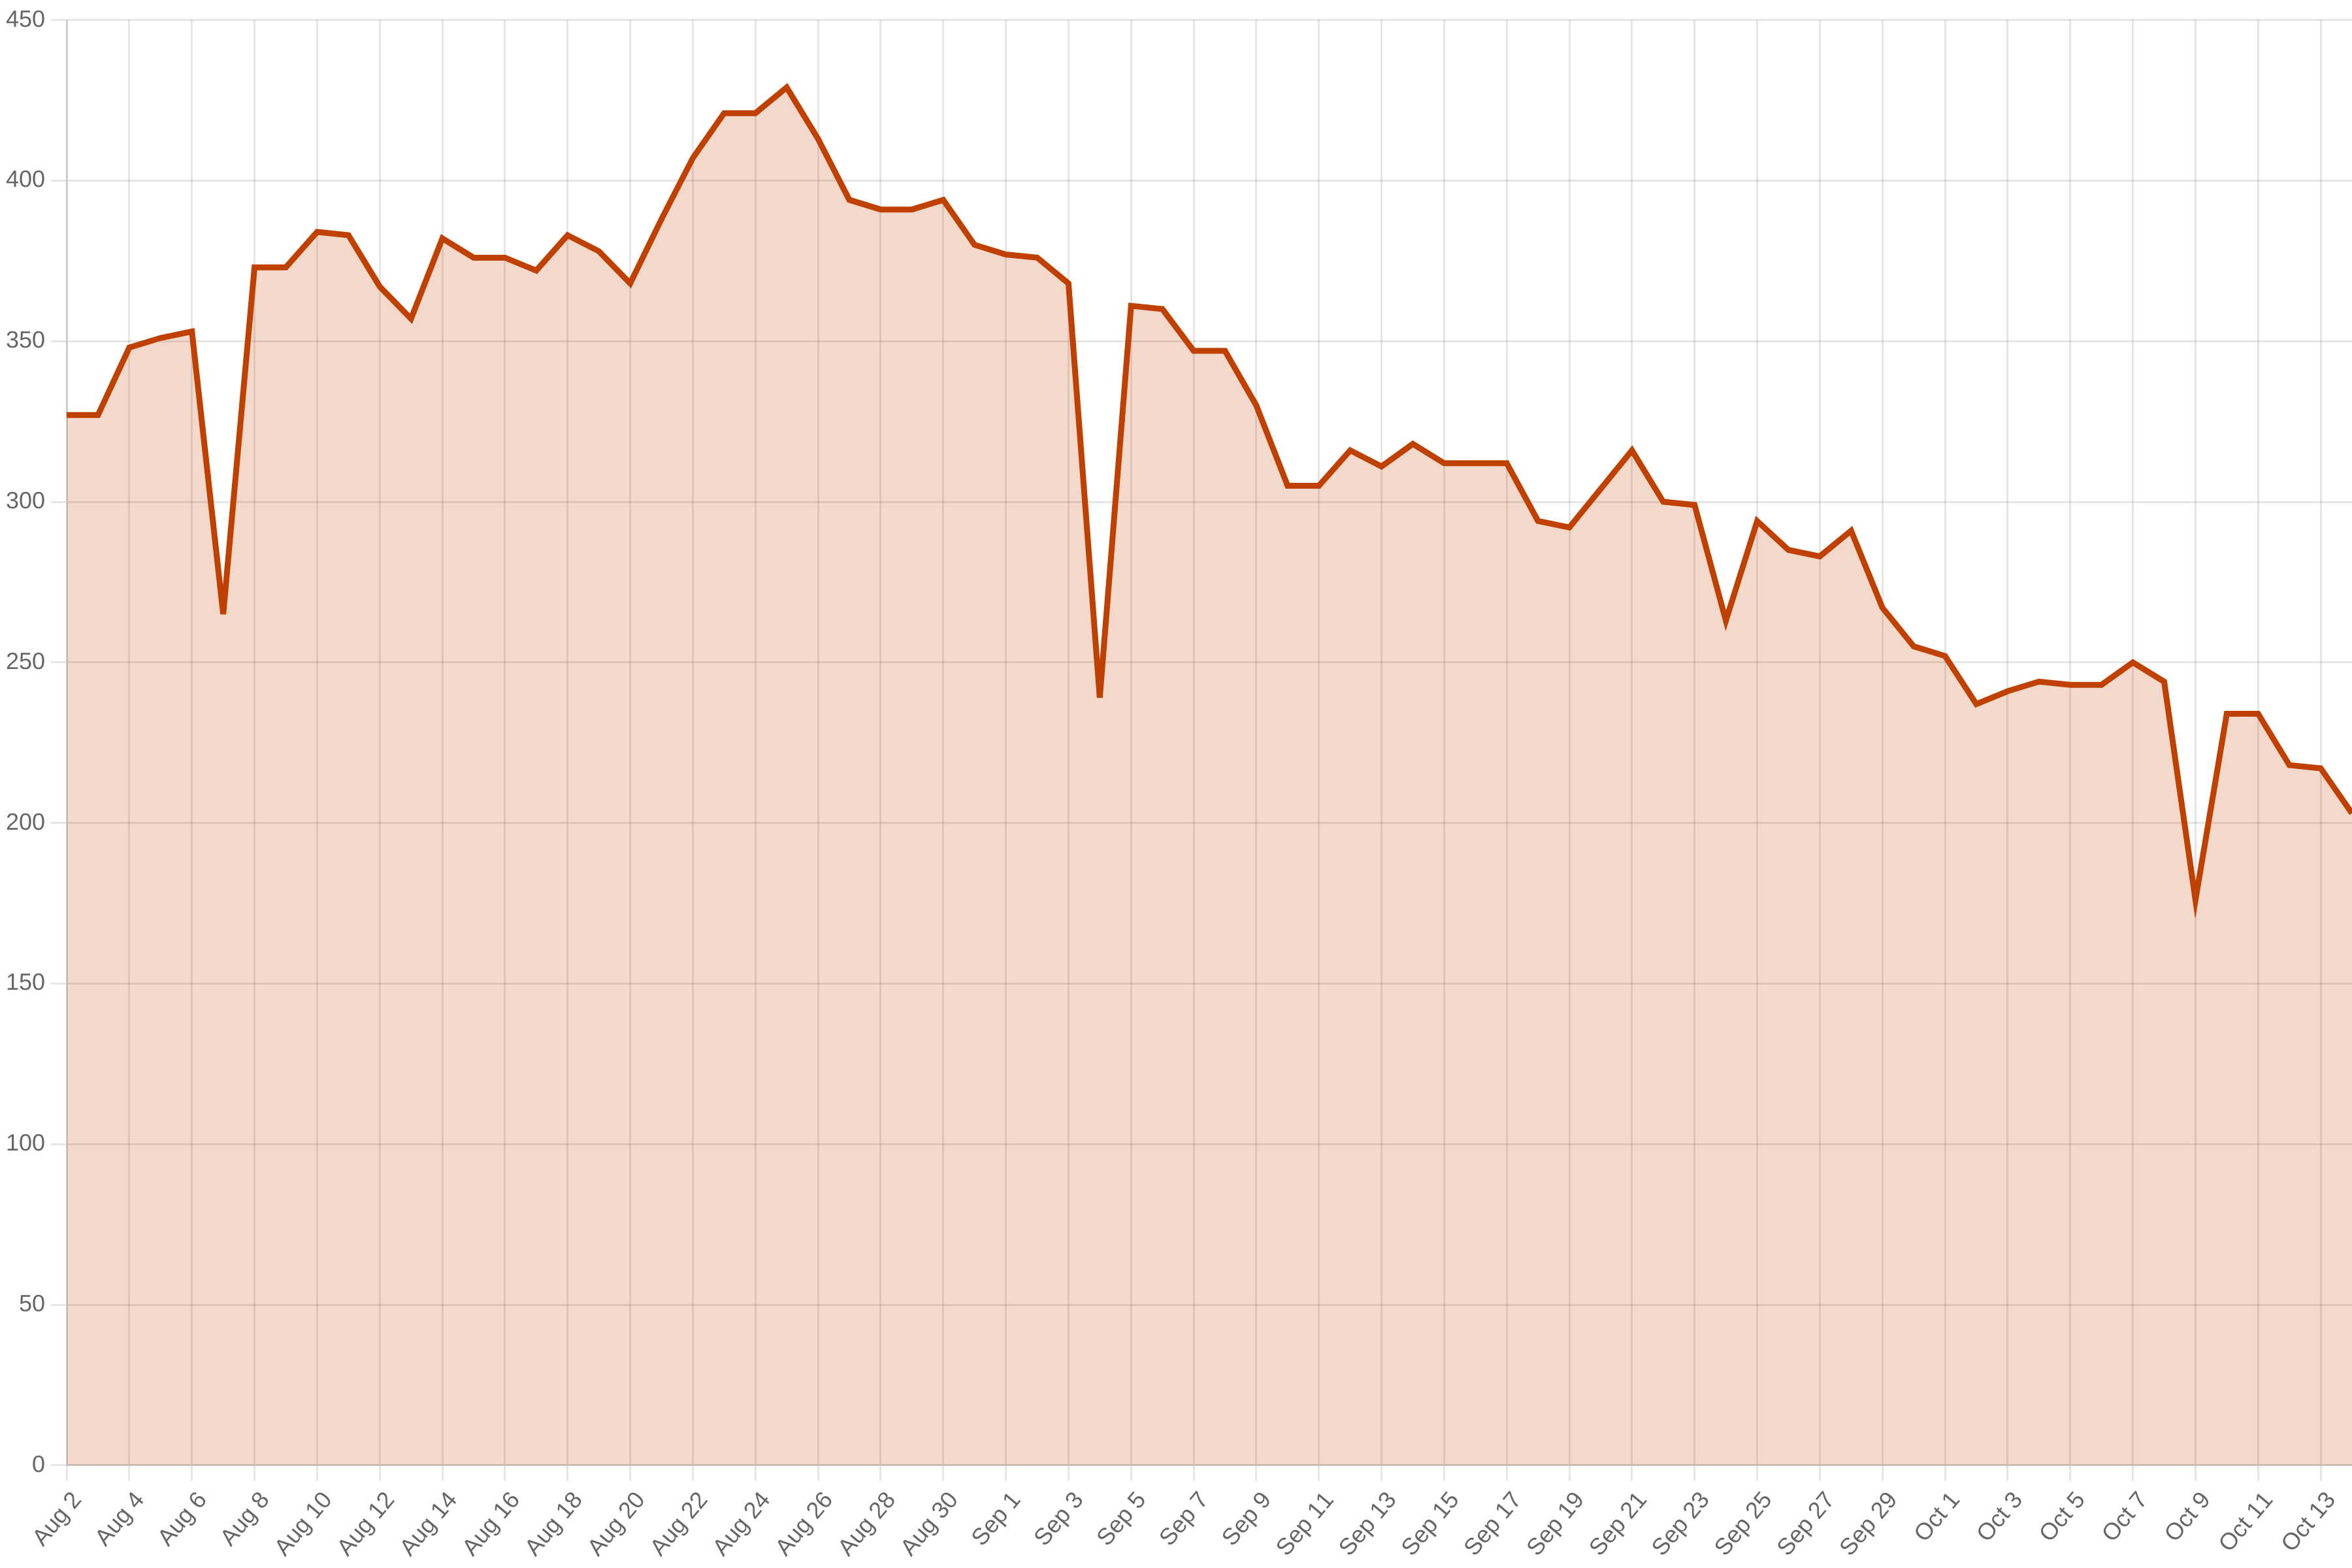 450
400
350
300
250
200
150
100
50
0
Aug 2
Aug 4
Aug 6
Aug 8
Aug 10
Aug 12
Aug 14
Aug 16
Aug 18
Aug 20
Aug 22
Aug 24
Aug 26
Aug 28
Aug 30
Sep 1
Sep 3
Sep 5
Sep 7
Sep 9
Sep 11
Sep 13
Sep 15
Sep 17
Sep 19
Sep 21
Sep 23
Sep 25
Sep 27
Sep 29
Oct 1
Oct 3
Oct 5
Oct 7
Oct 9
Oct 11
Oct 13